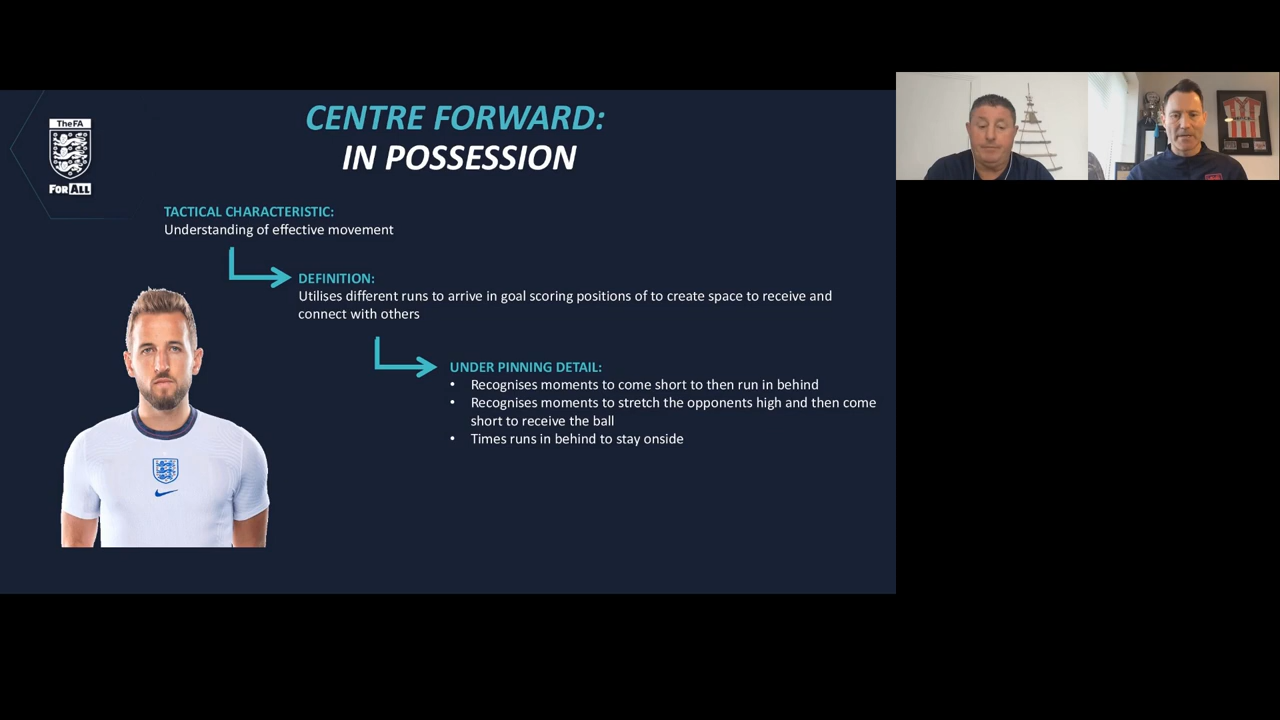 The FA
FOR ALL
CENTRE FORWARD:
IN POSSESSION
TACTICAL CHARACTERISTIC:
Understanding of effective movement
DEFINITION:
Utilises different runs to arrive in goal scoring positions of to create space to receive and
connect with others
UNDER PINNING DETAIL:
• Recognises moments to come short to then run in behind
• Recognises moments to stretch the opponents high and then come
short to receive the ball
• Times runs in behind to stay onside